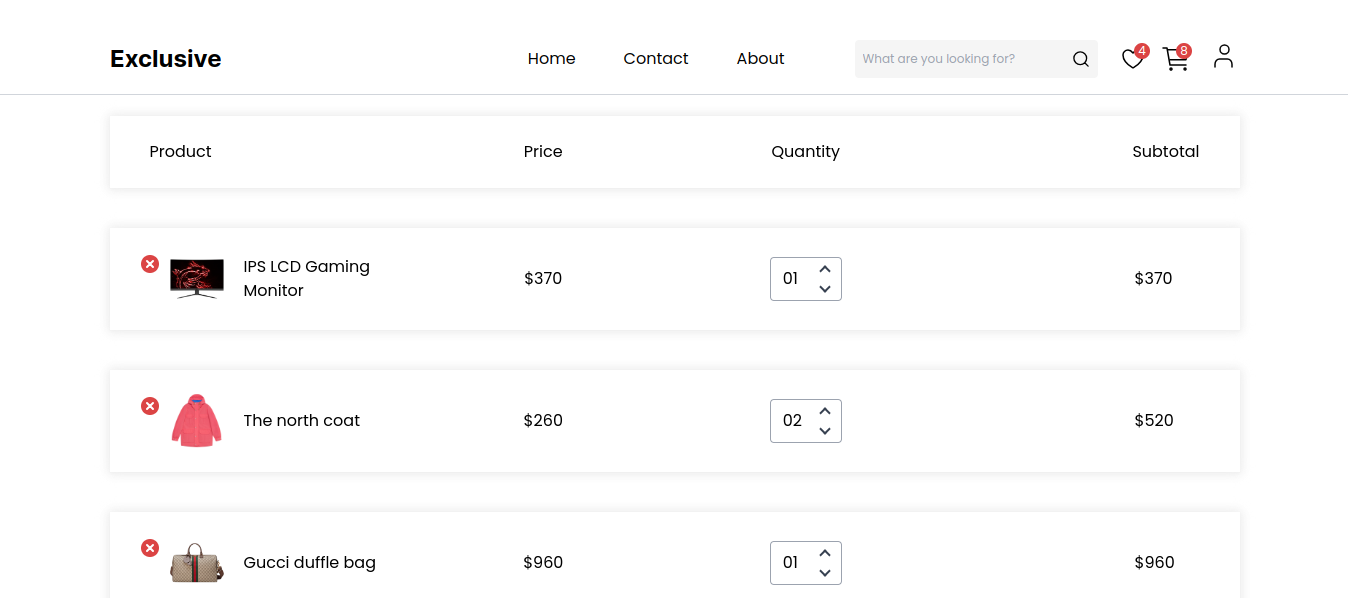 Exclusive Home Contact About What are you looking for? 4 8
Product Price Quantity Subtotal
IPS LCD Gaming
Monitor $370 01 $370
The north coat $260 02 $520
Gucci duffle bag $960 01 $960